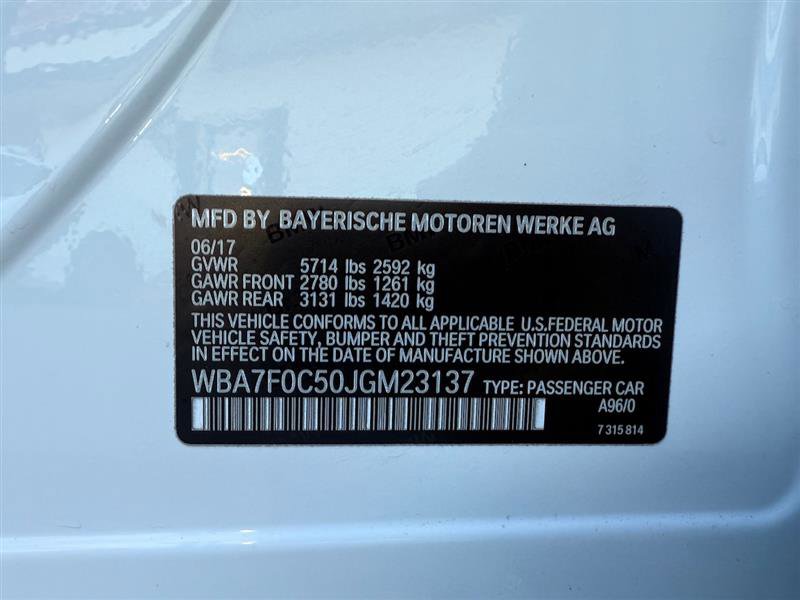 MFD BY BAYERISCHE MOTOREN WERKE AG
06/17
GVWR 5714 lbs 2592 kg
GAWR FRONT 2780 lbs 1261 kg
GAWR REAR 3131 lbs 1420 kg
THIS VEHICLE CONFORMS TO ALL APPLICABLE U.S.FEDERAL MOTOR
VEHICLE SAFETY, BUMPER AND THEFT PREVENTION STANDARDS
IN EFFECT ON THE DATE OF MANUFACTURE SHOWN ABOVE.
WBA7F0C50JGM23137 TYPE: PASSENGER CAR
A96/0
7 315 814